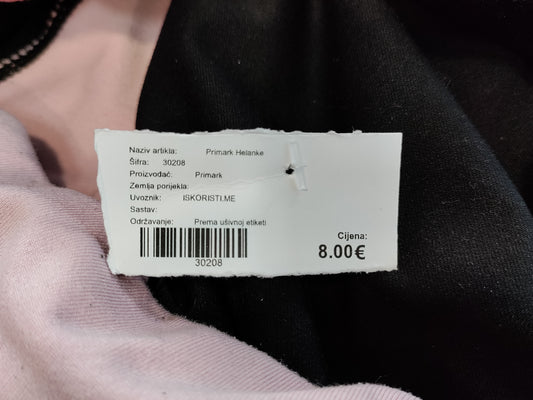 Naziv artikla: Primark Helanke
Šifra: 30208
Proizvođač: Primark
Zemlja porijekla:
Uvoznik: ISKORISTI.ME
Sastav:
Održavanje: Prema ušivnoj etiketi
Cijena:
8.00€
30208